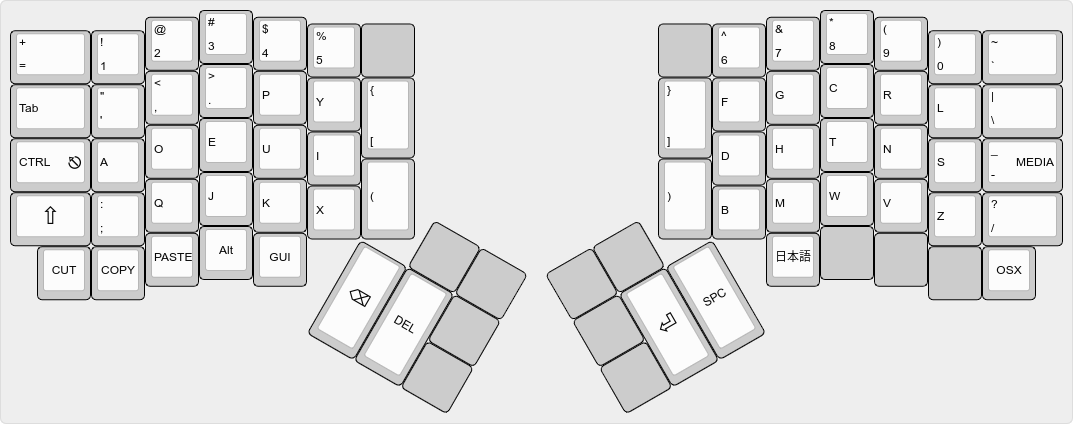 + ! @ # $ % ^ & * ( ) ~
= 1 2 3 4 5 6 7 8 9 0 `
Tab " ' < , > . P Y { [ } ] F G C R L | \
CTRL ⎋ A O E U I D H T N S _ - MEDIA
⇧ : ; Q J K X ( ) B M W V Z ? /
CUT COPY PASTE Alt GUI 日本語 OSX
⌫ DEL ⏎ SPC